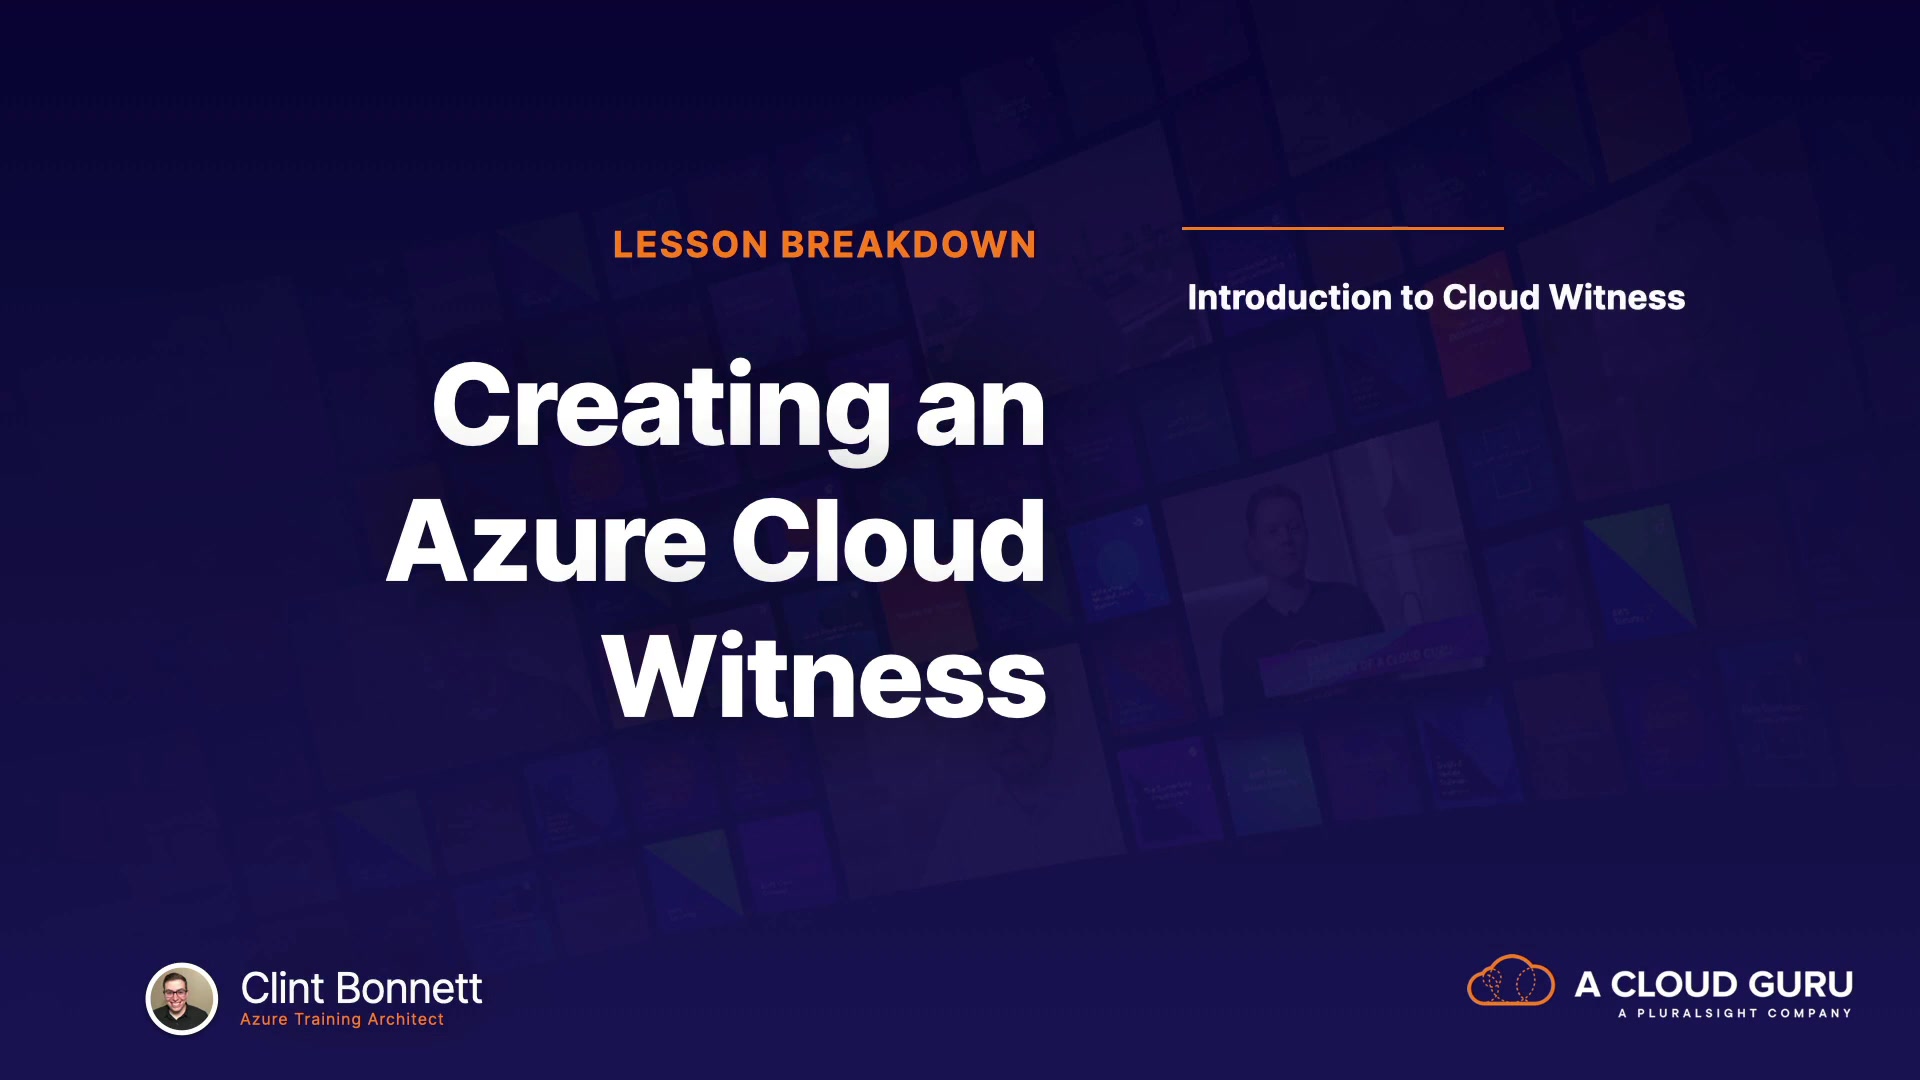 LESSON BREAKDOWN
Creating an
Azure Cloud
Witness
Introduction to Cloud Witness
Clint Bonnett
Azure Training Architect
A CLOUD GURU
A PLURALSIGHT COMPANY